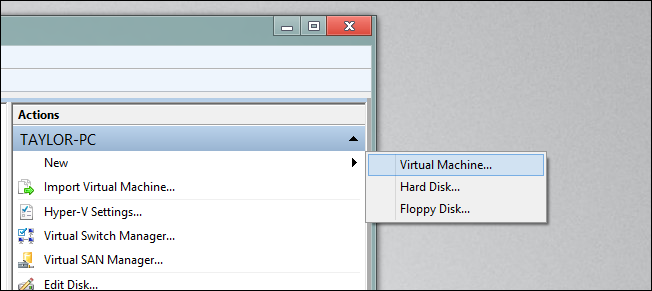 Actions
TAYLOR-PC
New
Virtual Machine...
Hard Disk...
Floppy Disk...
Import Virtual Machine...
Hyper-V Settings...
Virtual Switch Manager...
Virtual SAN Manager...
Edit Disk...